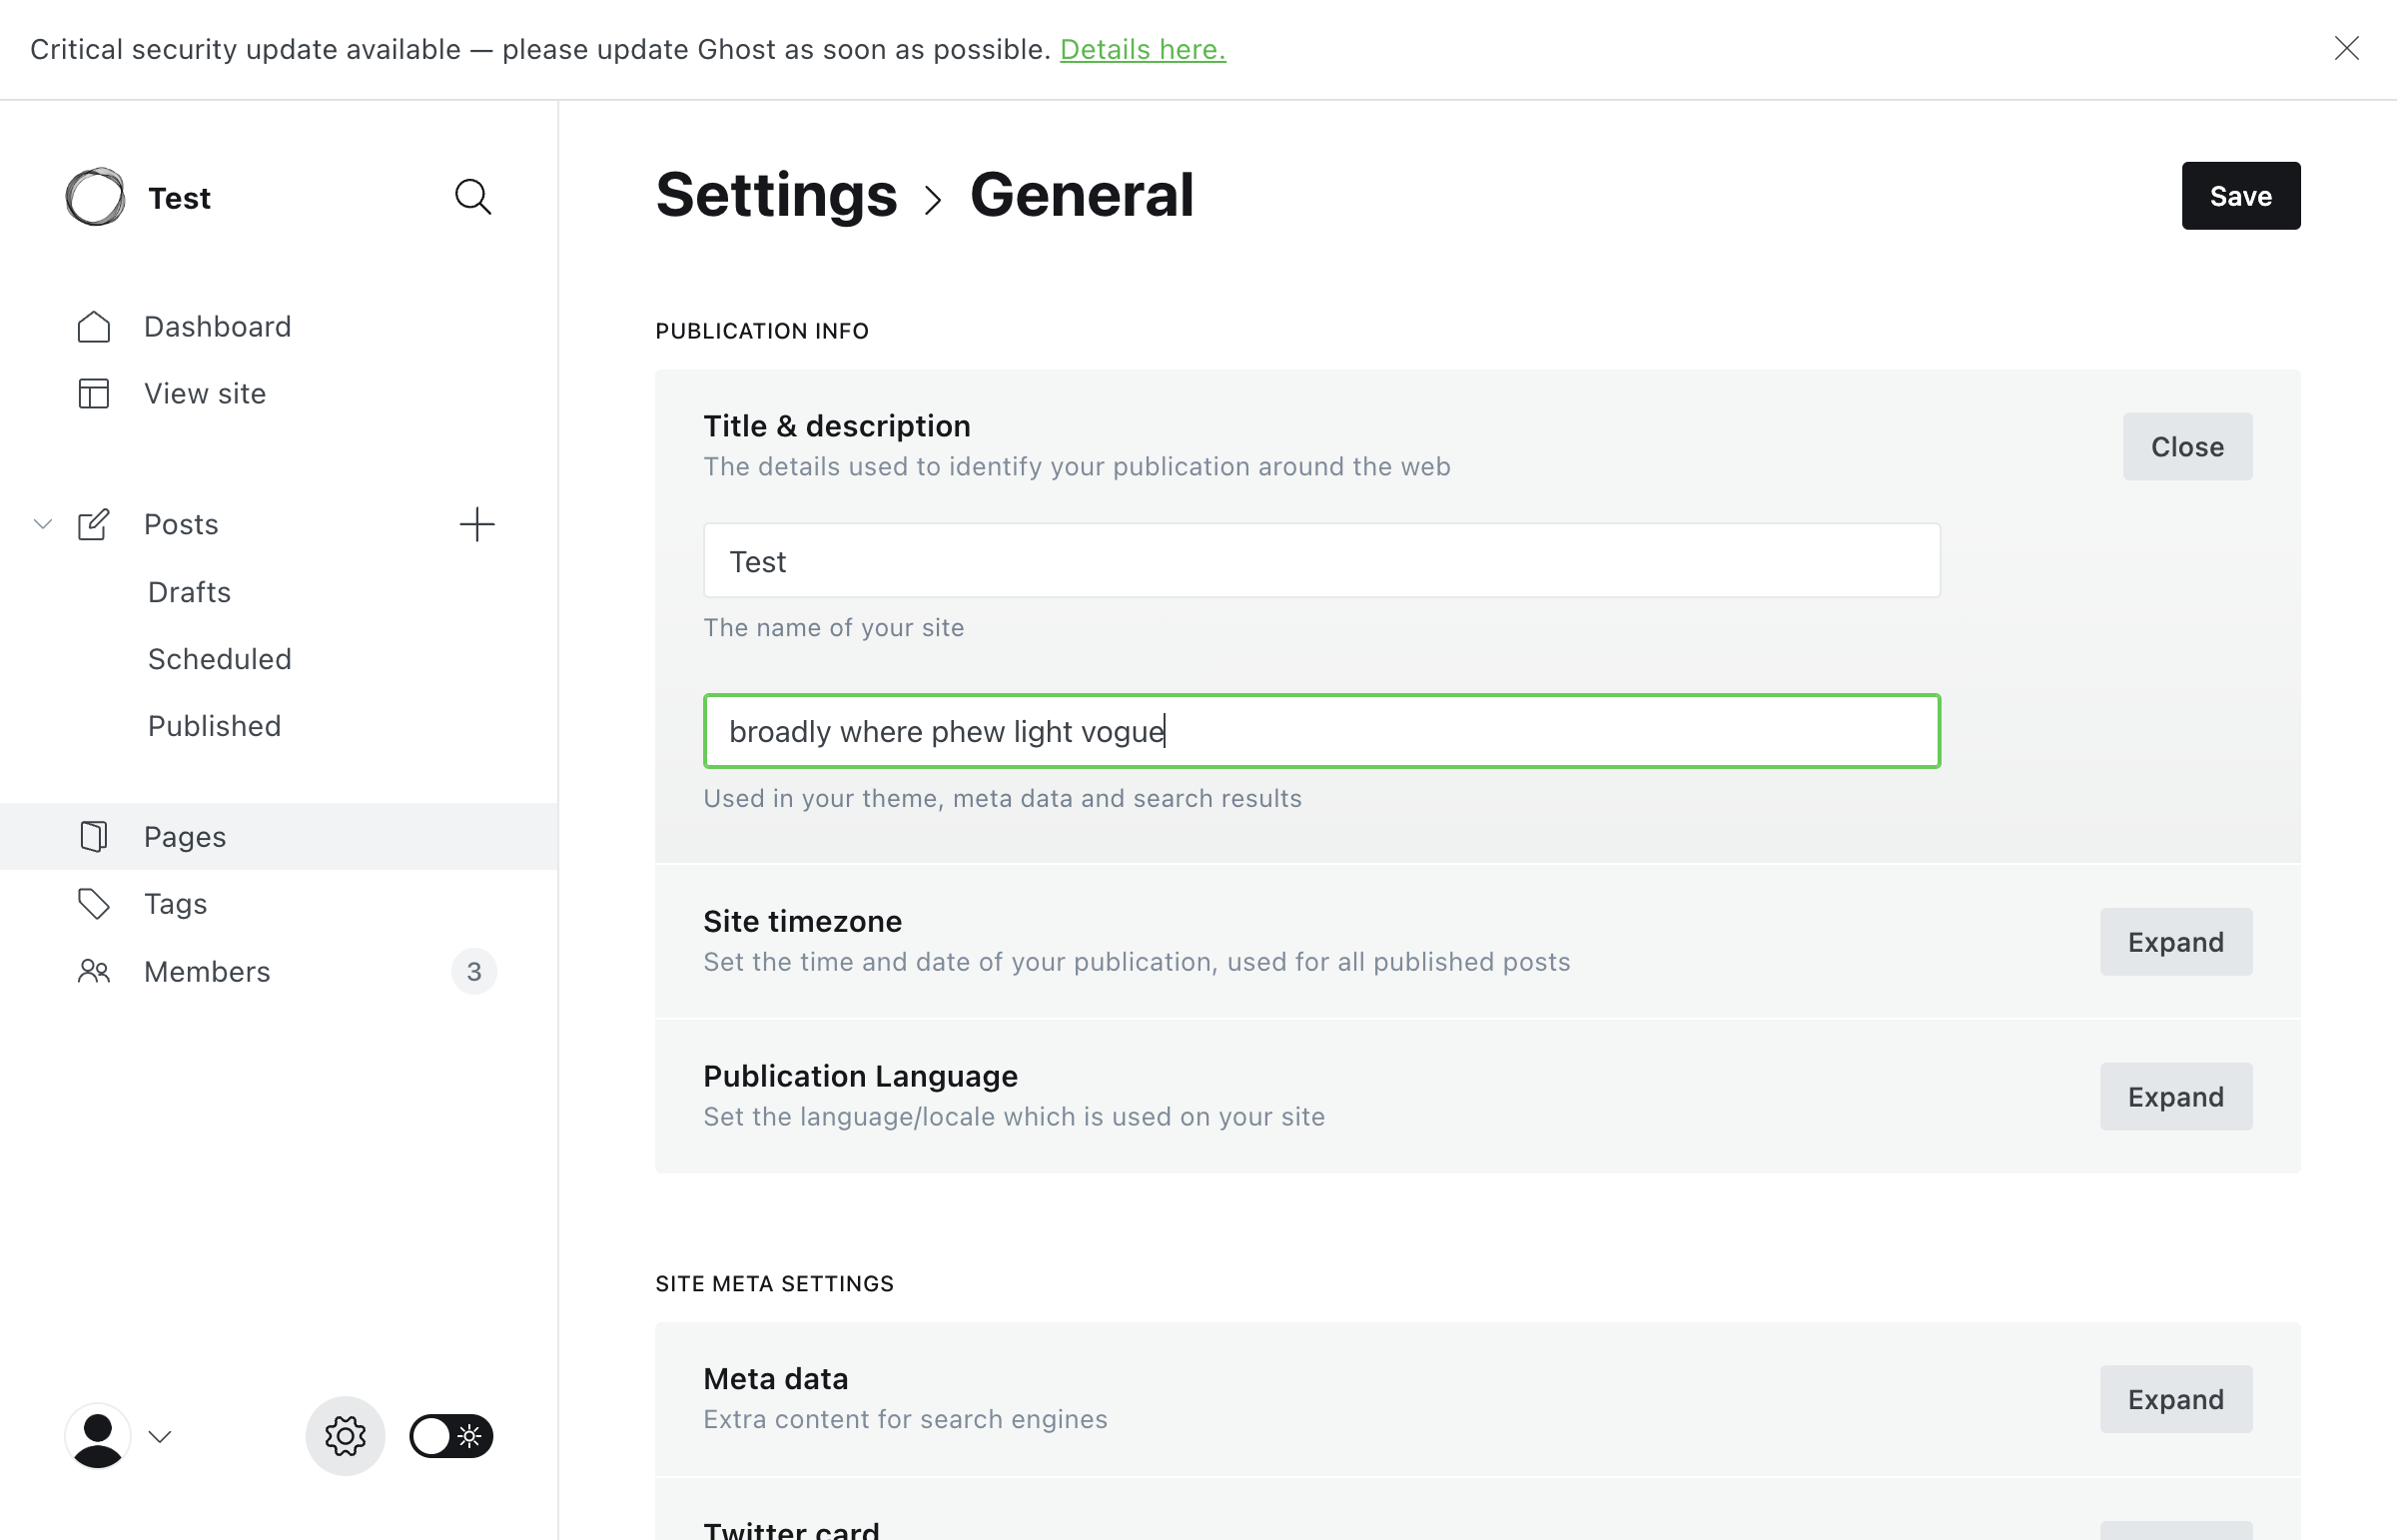 Critical security update available — please update Ghost as soon as possible. Details here.
Test
Dashboard
View site
Posts
Drafts
Scheduled
Published
Pages
Tags
Members
3
Settings
General
Save
PUBLICATION INFO
Title & description
The details used to identify your publication around the web
Close
Test
The name of your site
broadly where phew light vogue
Used in your theme, meta data and search results
Site timezone
Set the time and date of your publication, used for all published posts
Expand
Publication Language
Set the language/locale which is used on your site
Expand
SITE META SETTINGS
Meta data
Extra content for search engines
Expand
Twitter card